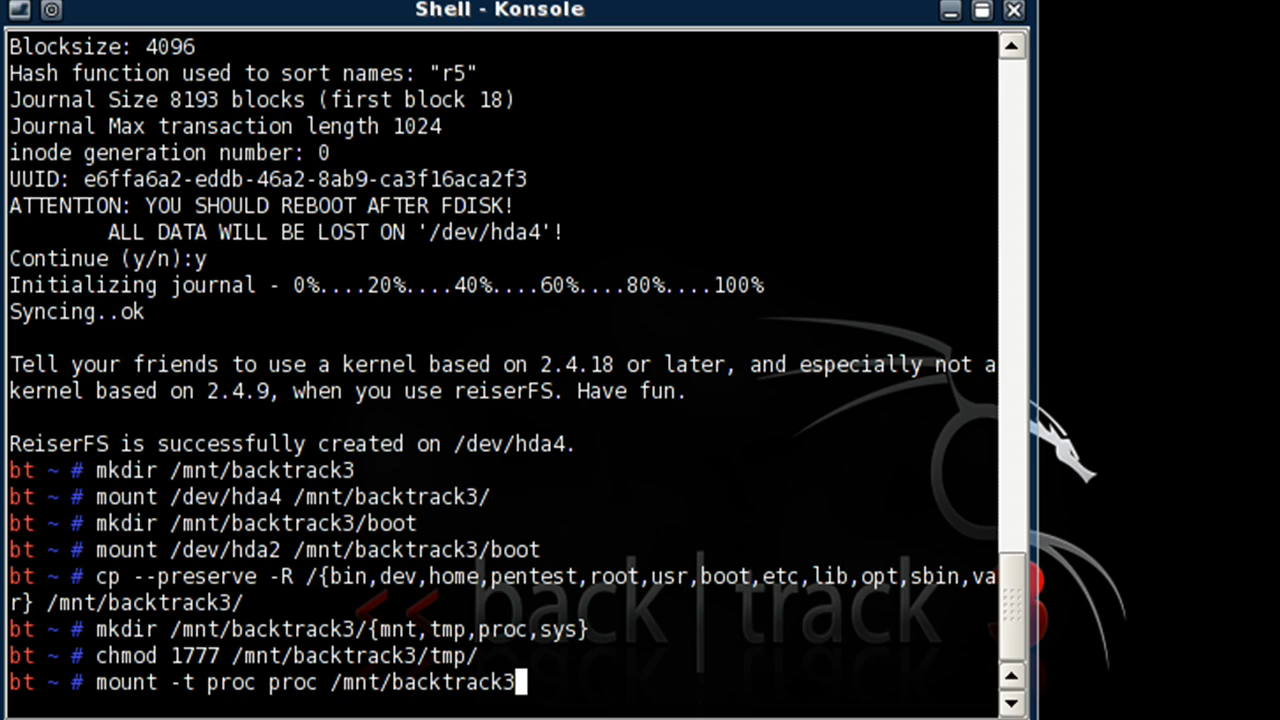 Shell - Konsole
Blocksize: 4096
Hash function used to sort names: "r5"
Journal Size 8193 blocks (first block 18)
Journal Max transaction length 1024
inode generation number: 0
UUID: e6ffa6a2-eddb-46a2-8ab9-ca3f16aca2f3
ATTENTION: YOU SHOULD REBOOT AFTER FDISK!
        ALL DATA WILL BE LOST ON '/dev/hda4'!
Continue (y/n):y
Initializing journal - 0%....20%....40%....60%....80%....100%
Syncing..ok
Tell your friends to use a kernel based on 2.4.18 or later, and especially not a
kernel based on 2.4.9, when you use reiserFS. Have fun.
ReiserFS is successfully created on /dev/hda4.
bt ~ # mkdir /mnt/backtrack3
bt ~ # mount /dev/hda4 /mnt/backtrack3/
bt ~ # mkdir /mnt/backtrack3/boot
bt ~ # mount /dev/hda2 /mnt/backtrack3/boot
bt ~ # cp --preserve -R /{bin,dev,home,pentest,root,usr,boot,etc,lib,opt,sbin,va
r} /mnt/backtrack3/
bt ~ # mkdir /mnt/backtrack3/{mnt,tmp,proc,sys}
bt ~ # chmod 1777 /mnt/backtrack3/tmp/
bt ~ # mount -t proc proc /mnt/backtrack3
<< back | track 3